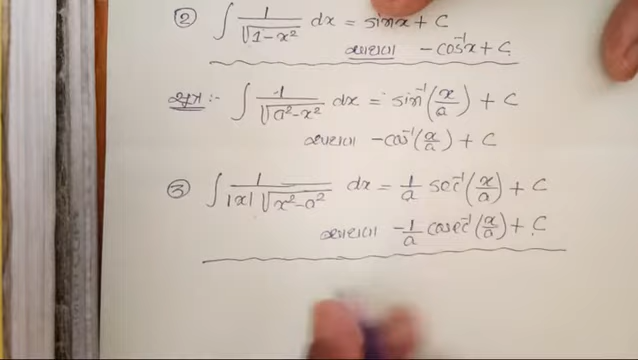 ② ∫ 1/√(1-x²) dx = sin x + C
અથવા -cos⁻¹x + C
સૂત્ર :- ∫ 1/√(a²-x²) dx = sin⁻¹(x/a) + C
અથવા -cos⁻¹(x/a) + C
③ ∫ 1/(|x|√(x²-a²)) dx = 1/a sec⁻¹(x/a) + C
અથવા -1/a cosec⁻¹(x/a) + C